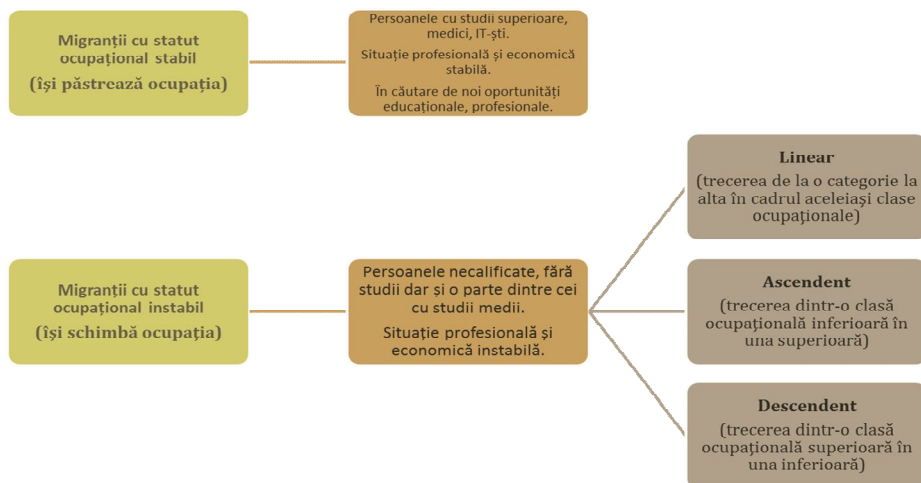 Migranții cu statut
ocupațional stabil
(își păstrează ocupația)
Persoanele cu studii superioare,
medici, IT-ști.
Situație profesională și economică
stabilă.
În căutare de noi oportunități
educaționale, profesionale.
Migranții cu statut
ocupațional instabil
(își schimbă ocupația)
Persoanele necalificate, fără
studii dar și o parte dintre cei
cu studii medii.
Situație profesională și
economică instabilă.
Linear
(trecerea de la o categorie la
alta în cadrul aceleiași clase
ocupaționale)
Ascendent
(trecerea dintr-o clasă
ocupațională inferioară în
una superioară)
Descendent
(trecerea dintr-o clasă
ocupațională superioară în
una inferioară)